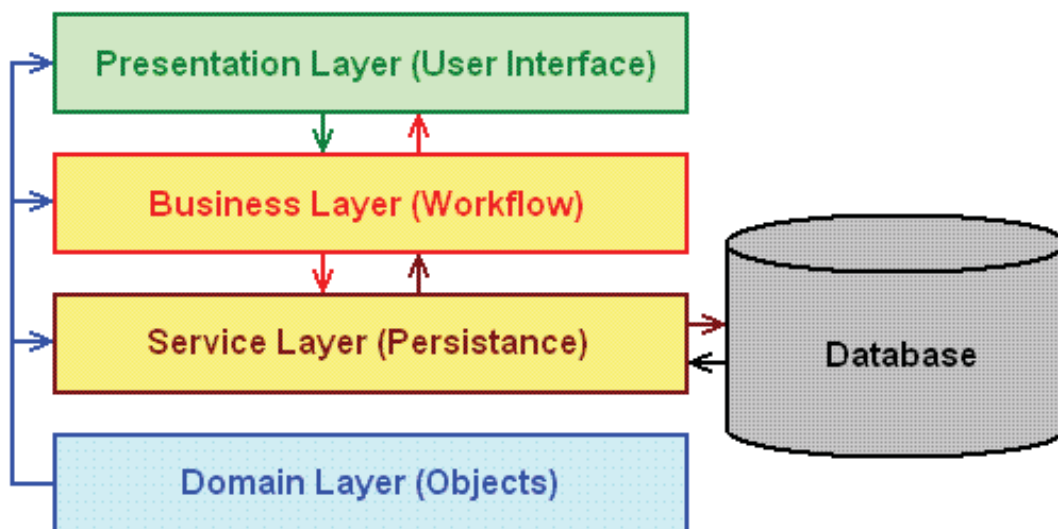 Presentation Layer (User Interface)
Business Layer (Workflow)
Service Layer (Persistance)
Database
Domain Layer (Objects)